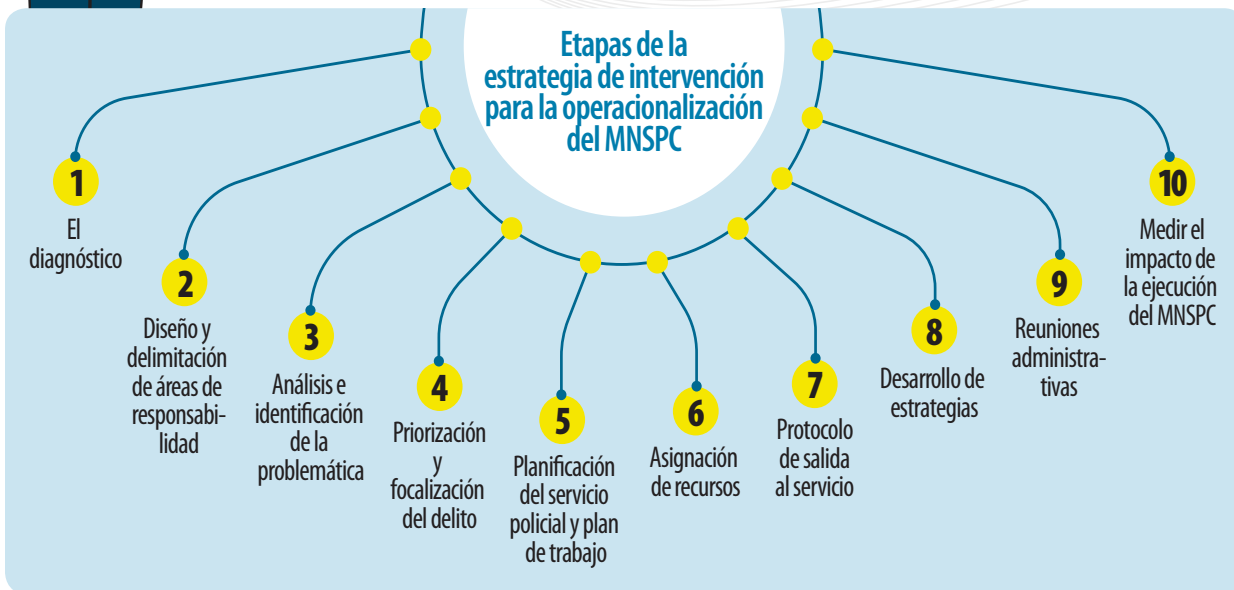 Etapas de la
estrategia de intervención
para la operacionalización
del MNSPC
1
El
diagnóstico
2
Diseño y
delimitación
de áreas de
responsabi-
lidad
3
Análisis e
identificación
de la
problemática
4
Priorización
y
focalización
del delito
5
Planificación
del servicio
policial y plan
de trabajo
6
Asignación
de recursos
7
Protocolo
de salida
al servicio
8
Desarrollo de
estrategias
9
Reuniones
administra-
tivas
10
Medir el
impacto de
la ejecución
del MNSPC